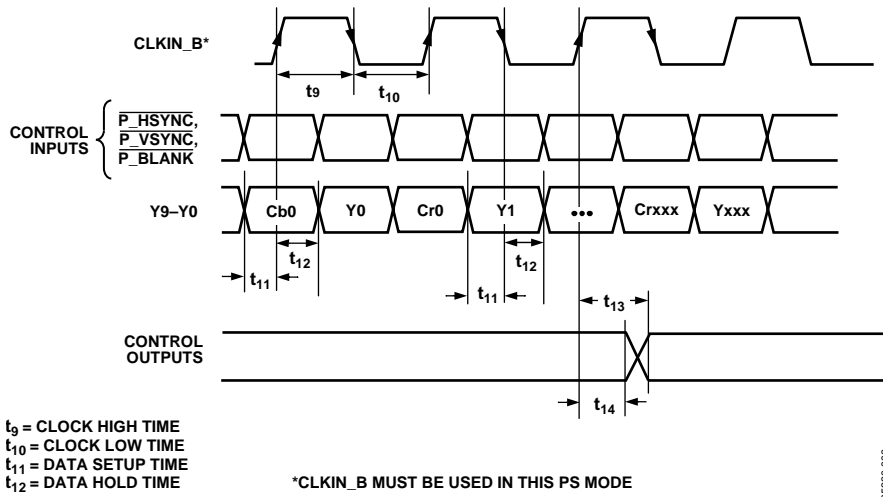 CLKIN_B*
t9
t10
CONTROL INPUTS
P_HSYNC,
P_VSYNC,
P_BLANK
Y9–Y0
Cb0
Y0
Cr0
Y1
•••
Crxxx
Yxxx
t12
t11
t12
t11
t13
CONTROL
OUTPUTS
t14
t9 = CLOCK HIGH TIME
t10 = CLOCK LOW TIME
t11 = DATA SETUP TIME
t12 = DATA HOLD TIME
*CLKIN_B MUST BE USED IN THIS PS MODE